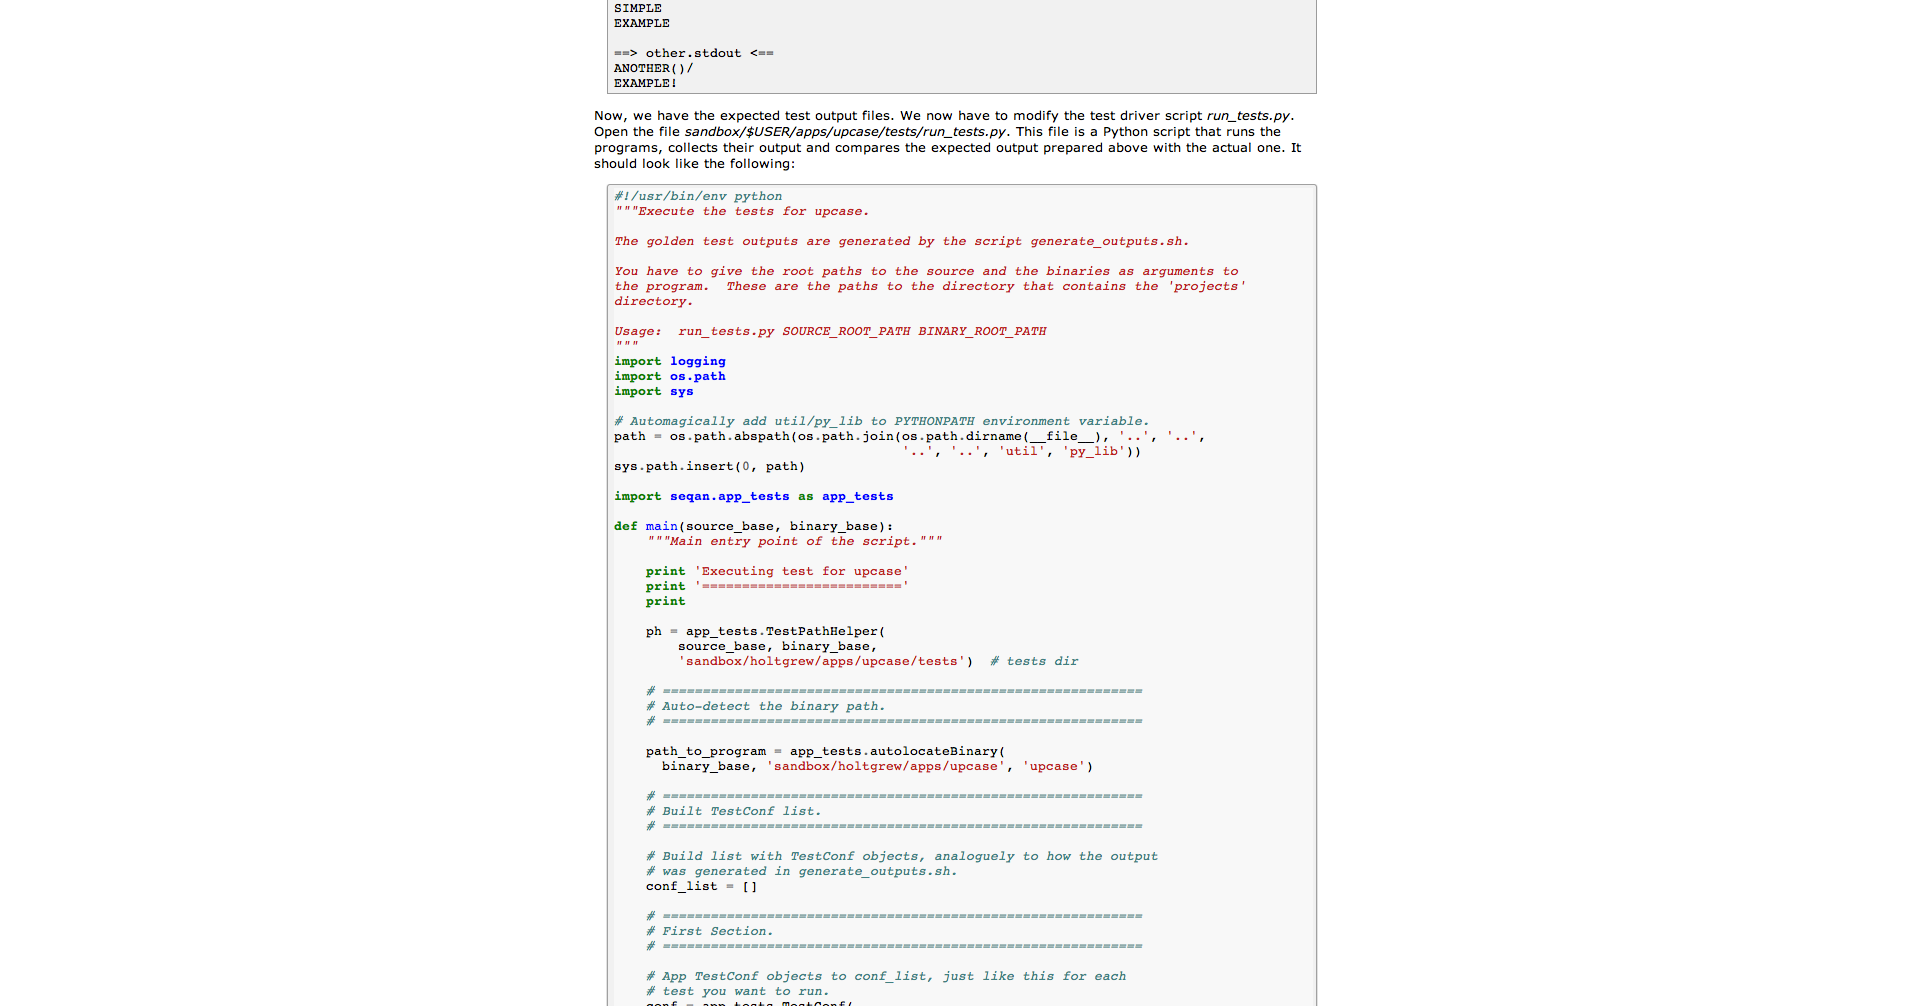 SIMPLE
EXAMPLE
==> other.stdout <==
ANOTHER()/
EXAMPLE!
Now, we have the expected test output files. We now have to modify the test driver script run_tests.py.
Open the file sandbox/$USER/apps/upcase/tests/run_tests.py. This file is a Python script that runs the
programs, collects their output and compares the expected output prepared above with the actual one. It
should look like the following:
#!/usr/bin/env python
"""Execute the tests for upcase.
The golden test outputs are generated by the script generate_outputs.sh.
You have to give the root paths to the source and the binaries as arguments to
the program.  These are the paths to the directory that contains the 'projects'
directory.
Usage:  run_tests.py SOURCE_ROOT_PATH BINARY_ROOT_PATH
"""
import logging
import os.path
import sys
# Automagically add util/py_lib to PYTHONPATH environment variable.
path = os.path.abspath(os.path.join(os.path.dirname(__file__), '..', '..',
'..', '..', 'util', 'py_lib'))
sys.path.insert(0, path)
import seqan.app_tests as app_tests
def main(source_base, binary_base):
"""Main entry point of the script."""
print 'Executing test for upcase'
print '========================='
print
ph = app_tests.TestPathHelper(
source_base, binary_base,
'sandbox/holtgrew/apps/upcase/tests')  # tests dir
# ============================================================
# Auto-detect the binary path.
# ============================================================
path_to_program = app_tests.autolocateBinary(
binary_base, 'sandbox/holtgrew/apps/upcase', 'upcase')
# ============================================================
# Built TestConf list.
# ============================================================
# Build list with TestConf objects, analoguely to how the output
# was generated in generate_outputs.sh.
conf_list = []
# ============================================================
# First Section.
# ============================================================
# App TestConf objects to conf_list, just like this for each
# test you want to run.
conf = app_tests.TestConf(